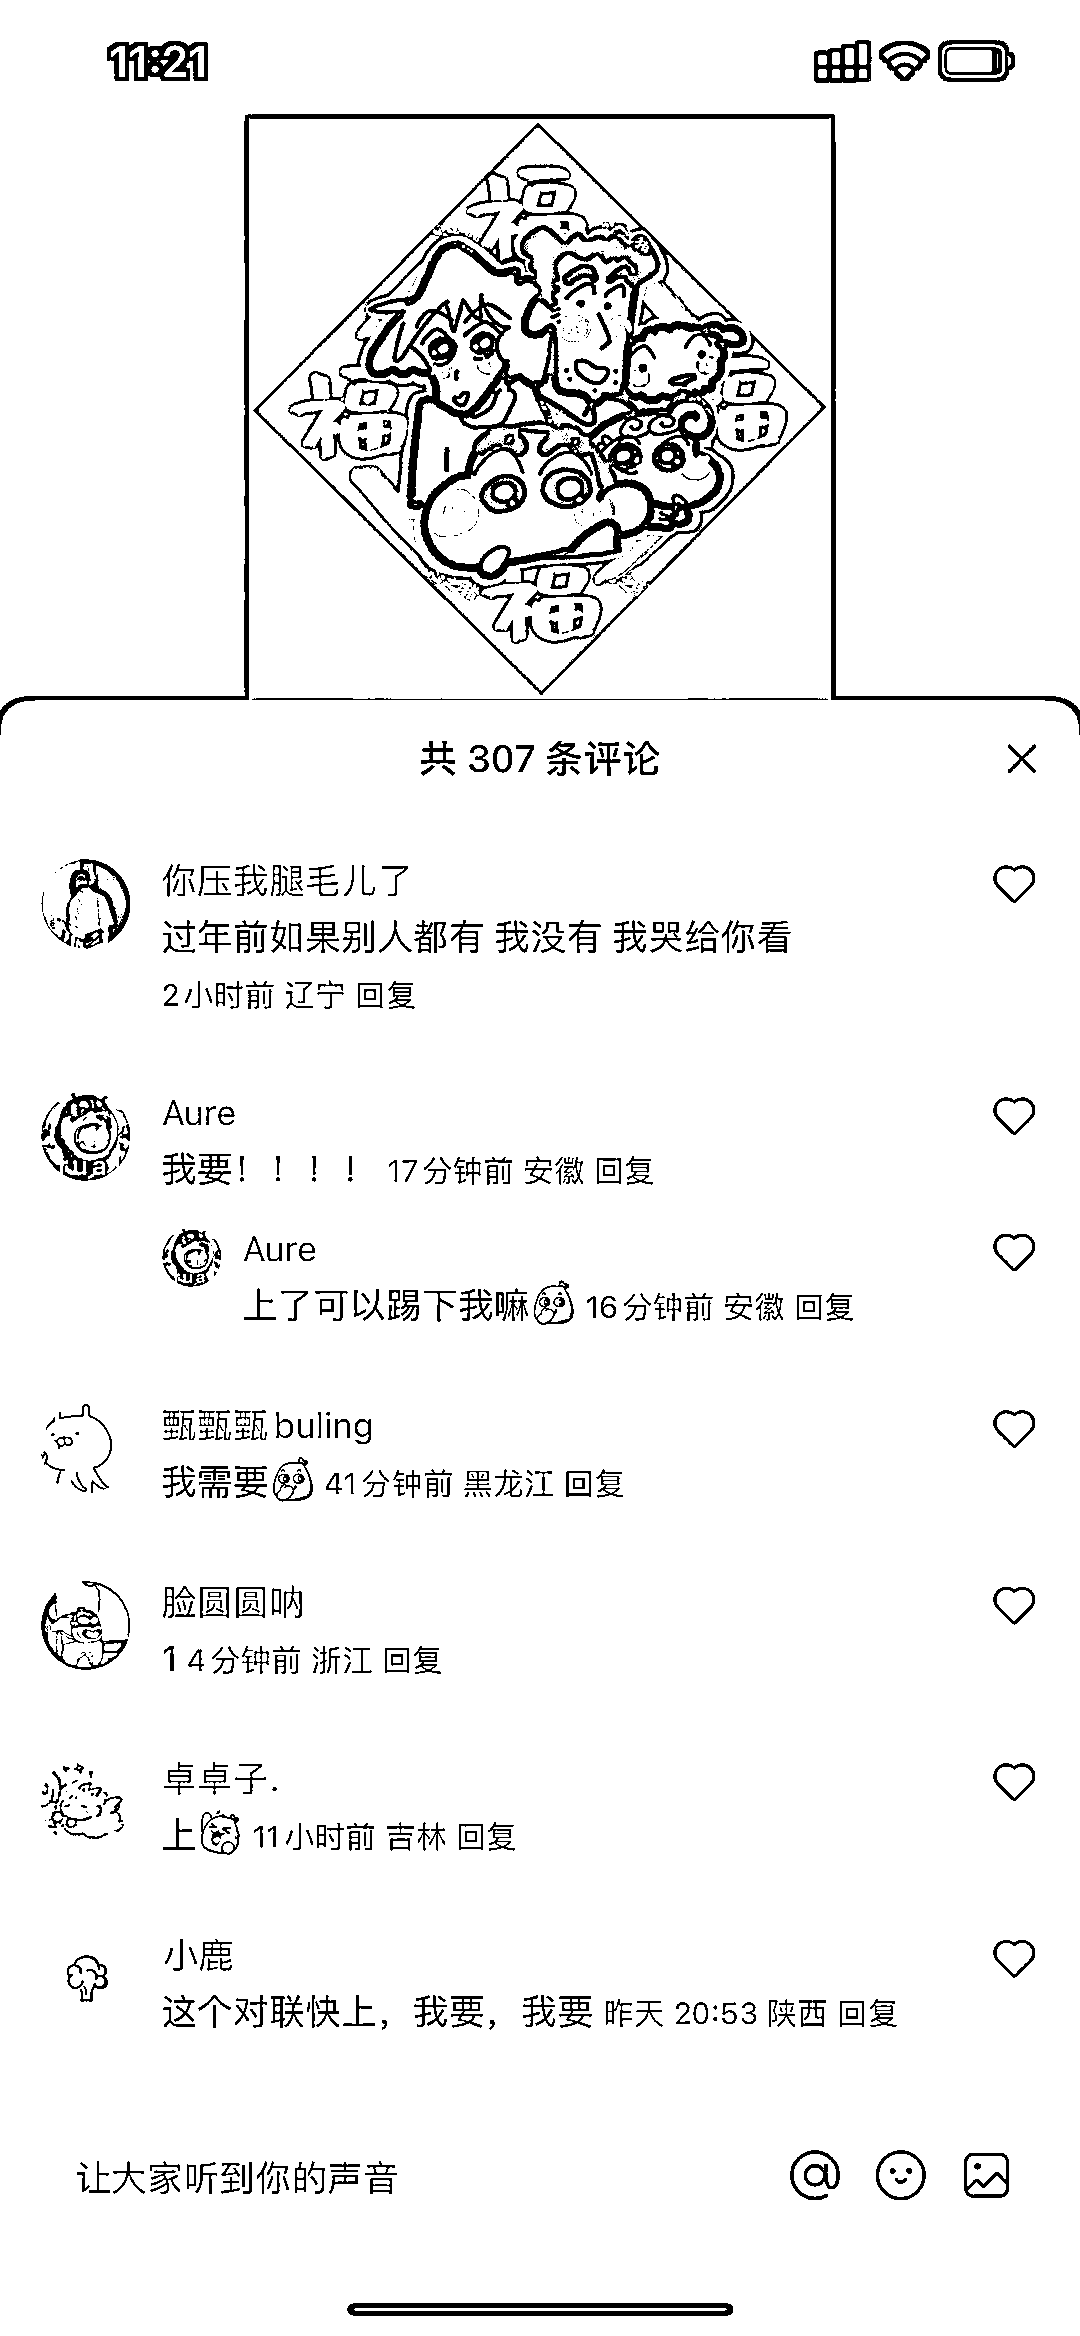 11:21
福
福
福
福
共 307 条评论
你压我腿毛儿了
过年前如果别人都有 我没有 我哭给你看
2小时前 辽宁 回复
Aure
我要！！！！ 17分钟前 安徽 回复
Aure
上了可以踢下我嘛 16分钟前 安徽 回复
甄甄甄buling
我需要 41分钟前 黑龙江 回复
脸圆圆呐
1 4分钟前 浙江 回复
卓卓子.
上 11小时前 吉林 回复
小鹿
这个对联快上，我要，我要 昨天 20:53 陕西 回复
让大家听到你的声音